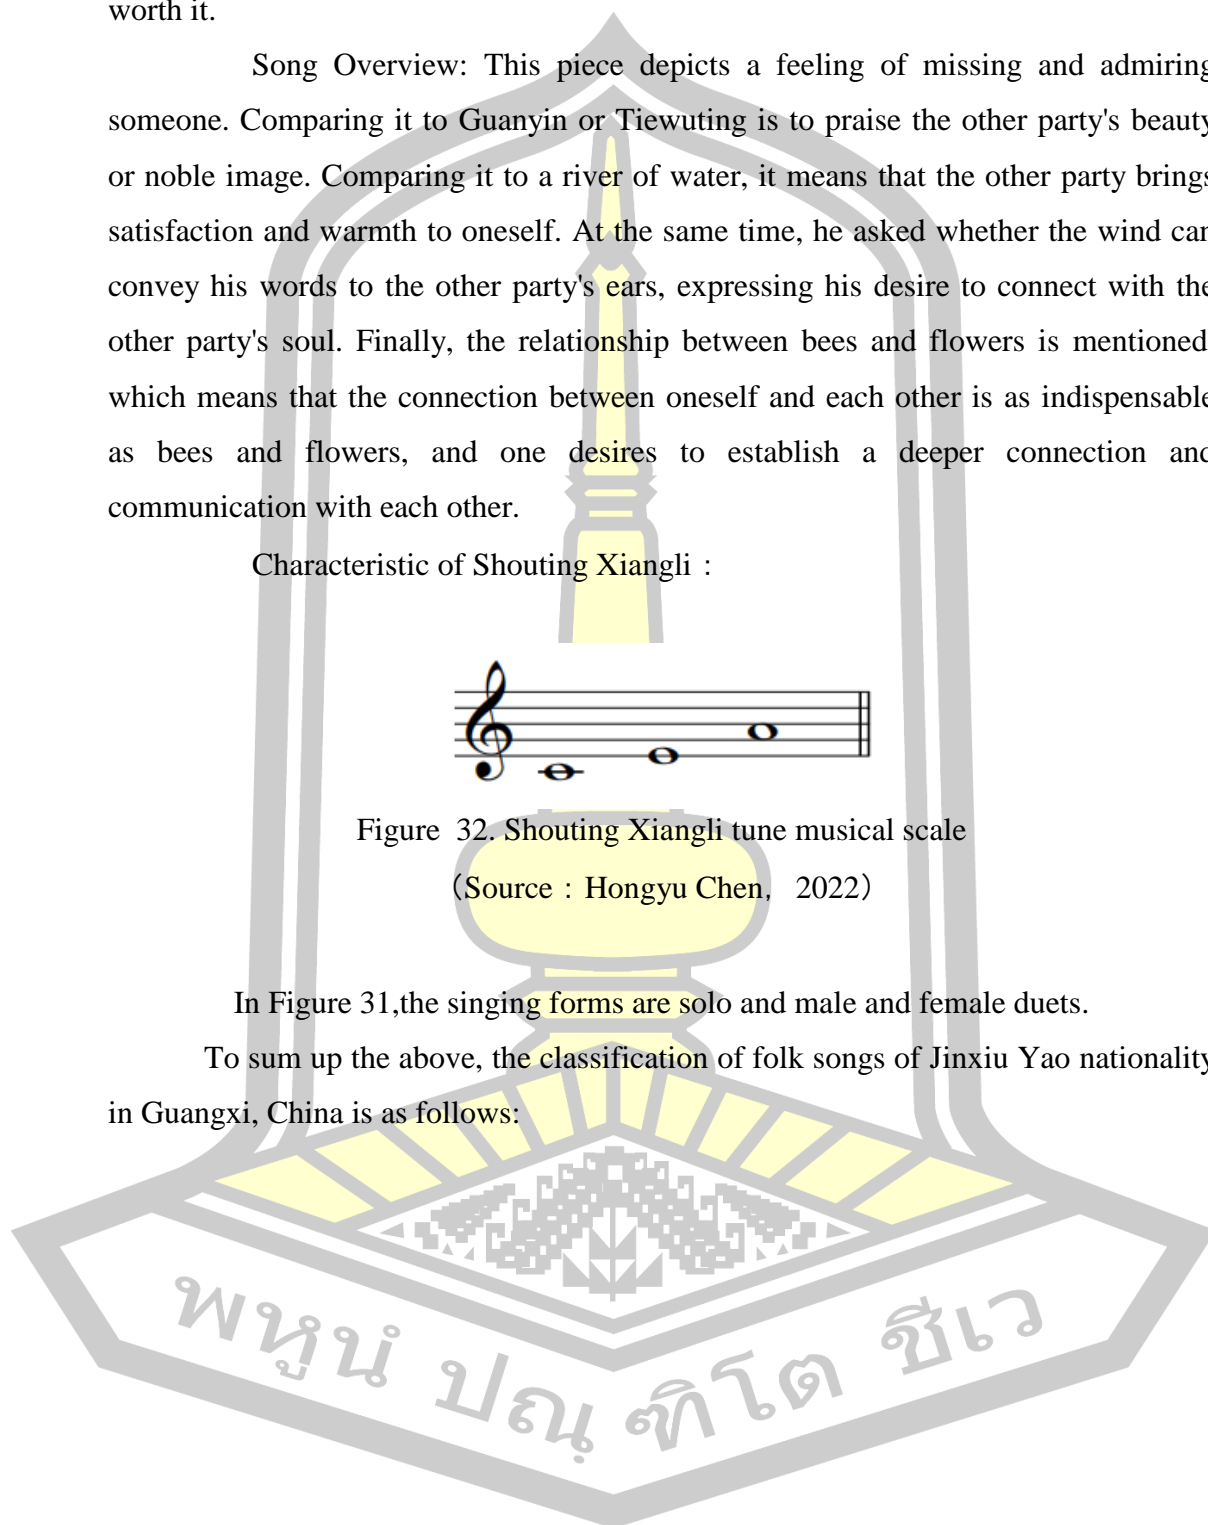 worth it.
Song Overview: This piece depicts a feeling of missing and admiring
someone. Comparing it to Guanyin or Tiewuting is to praise the other party's beauty
or noble image. Comparing it to a river of water, it means that the other party brings
satisfaction and warmth to oneself. At the same time, he asked whether the wind can
convey his words to the other party's ears, expressing his desire to connect with the
other party's soul. Finally, the relationship between bees and flowers is mentioned
which means that the connection between oneself and each other is as indispensable
as bees and flowers, and one desires to establish a deeper connection and
communication with each other.
Characteristic of Shouting Xiangli：
Figure 32. Shouting Xiangli tune musical scale
（Source：Hongyu Chen， 2022）
In Figure 31,the singing forms are solo and male and female duets.
To sum up the above, the classification of folk songs of Jinxiu Yao nationality
in Guangxi, China is as follows:
พหูนํ ปณฺฑิโต ชีเว